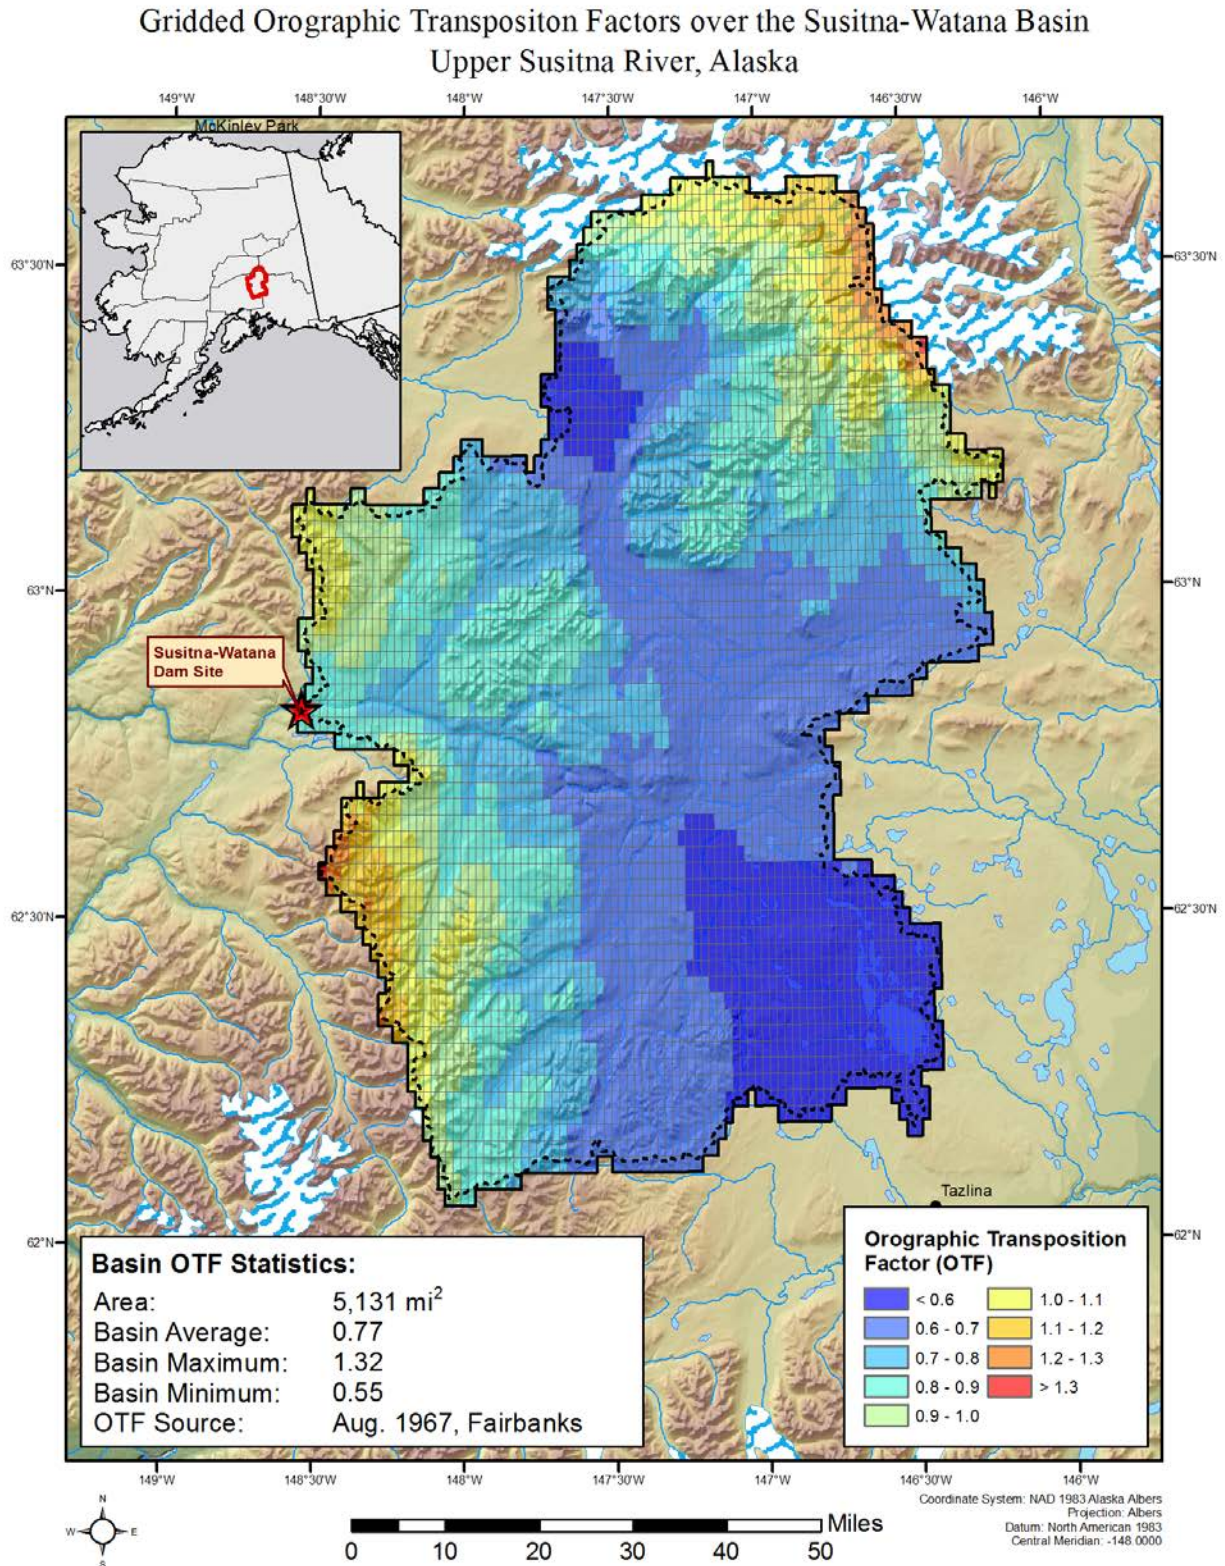 Gridded Orographic Transpositon Factors over the Susitna-Watana Basin
Upper Susitna River, Alaska
149°W 148°30'W 148°W 147°30'W 147°W 146°30'W 146°W
McKinley Park
63°30'N 63°30'N
63°N 63°N
Susitna-Watana
Dam Site
62°30'N 62°30'N
Tazlina
62°N 62°N
Basin OTF Statistics:
Area: 5,131 mi²
Basin Average: 0.77
Basin Maximum: 1.32
Basin Minimum: 0.55
OTF Source: Aug. 1967, Fairbanks
Orographic Transposition
Factor (OTF)
< 0.6 1.0 - 1.1
0.6 - 0.7 1.1 - 1.2
0.7 - 0.8 1.2 - 1.3
0.8 - 0.9 > 1.3
0.9 - 1.0
149°W 148°30'W 148°W 147°30'W 147°W 146°30'W 146°W
N
W E
S
Miles
0 10 20 30 40 50
Coordinate System: NAD 1983 Alaska Albers
Projection: Albers
Datum: North American 1983
Central Meridian: -148.0000